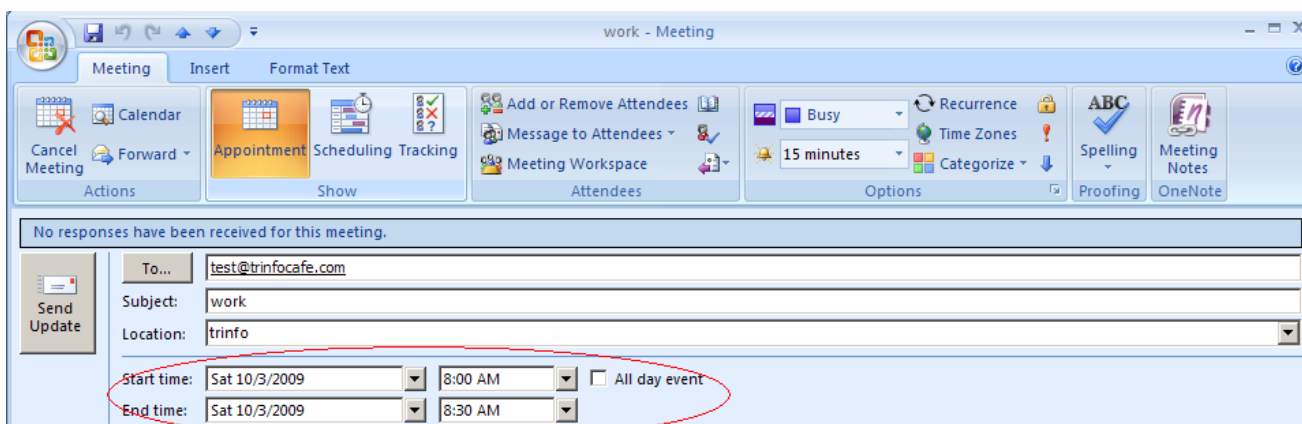 work - Meeting
Meeting Insert Format Text
Cancel Meeting
Calendar
Forward
Actions
Appointment Scheduling Tracking
Show
Add or Remove Attendees
Message to Attendees
Meeting Workspace
Attendees
Busy
15 minutes
Recurrence
Time Zones
Categorize
Options
ABC
Spelling
Proofing
Meeting Notes
OneNote
No responses have been received for this meeting.
Send Update
To... test@trinfocafe.com
Subject: work
Location: trinfo
Start time: Sat 10/3/2009 8:00 AM All day event
End time: Sat 10/3/2009 8:30 AM